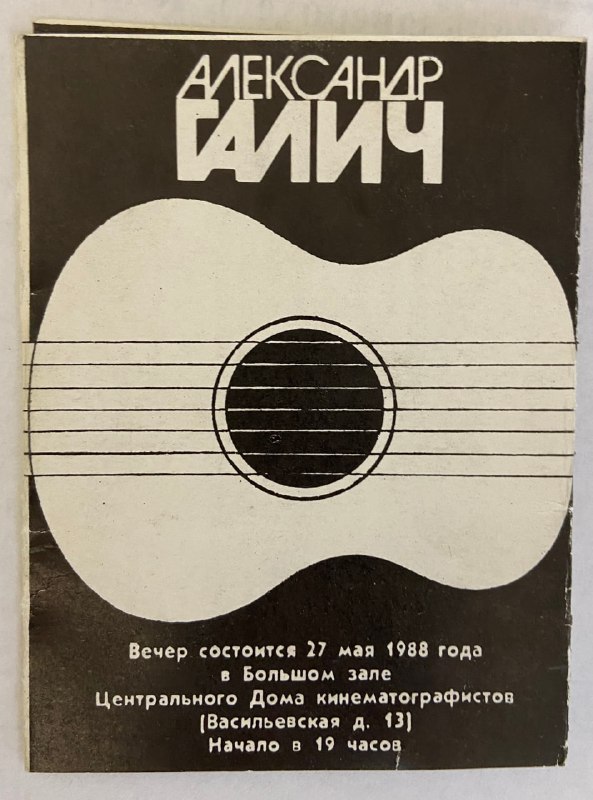 АЛЕКСАНДР
ГАЛИЧ
Вечер состоится 27 мая 1988 года
в Большом зале
Центрального Дома кинематографистов
(Васильевская д. 13)
Начало в 19 часов